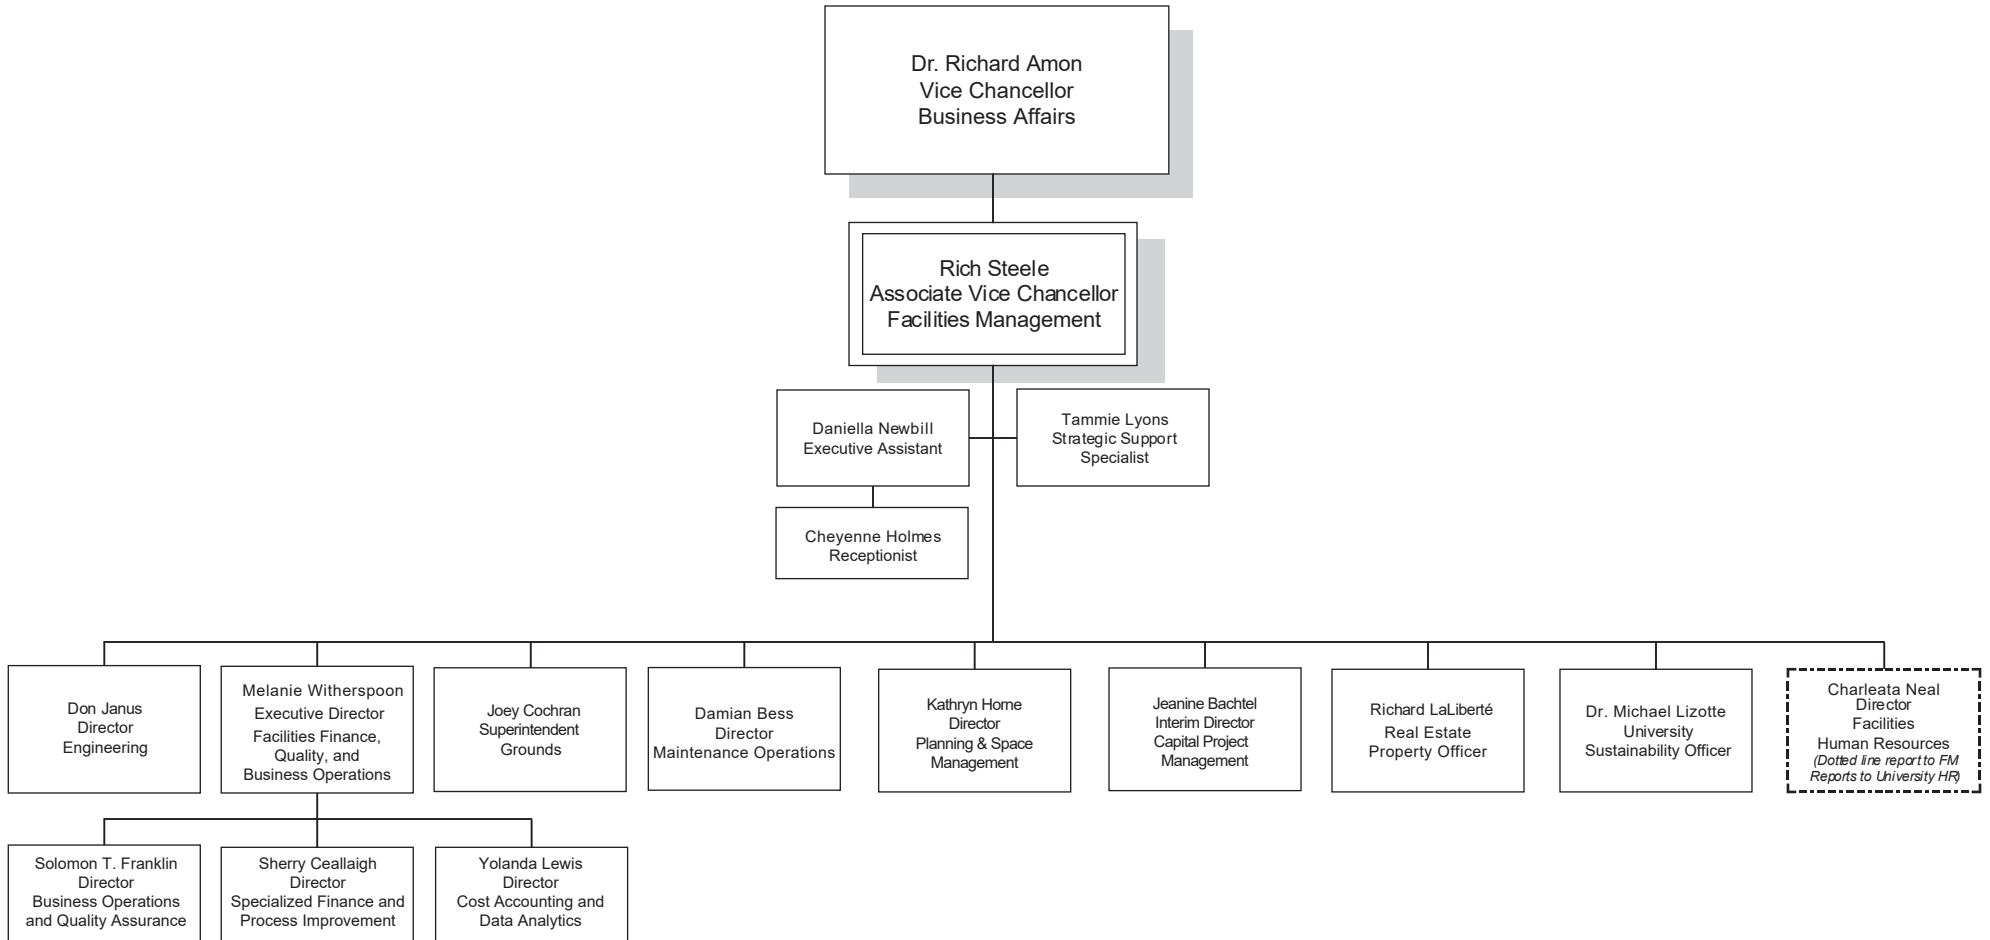 Dr. Richard Amon
Vice Chancellor
Business Affairs
Rich Steele
Associate Vice Chancellor
Facilities Management
Daniella Newbill
Executive Assistant
Tammie Lyons
Strategic Support
Specialist
Cheyenne Holmes
Receptionist
Don Janus
Director
Engineering
Melanie Witherspoon
Executive Director
Facilities Finance,
Quality, and
Business Operations
Joey Cochran
Superintendent
Grounds
Damian Bess
Director
Maintenance Operations
Kathryn Horne
Director
Planning & Space
Management
Jeanine Bachtel
Interim Director
Capital Project
Management
Richard LaLiberté
Real Estate
Property Officer
Dr. Michael Lizotte
University
Sustainability Officer
Charleata Neal
Director
Facilities
Human Resources
(Dotted line report to FM
Reports to University HR)
Solomon T. Franklin
Director
Business Operations
and Quality Assurance
Sherry Ceallaigh
Director
Specialized Finance and
Process Improvement
Yolanda Lewis
Director
Cost Accounting and
Data Analytics